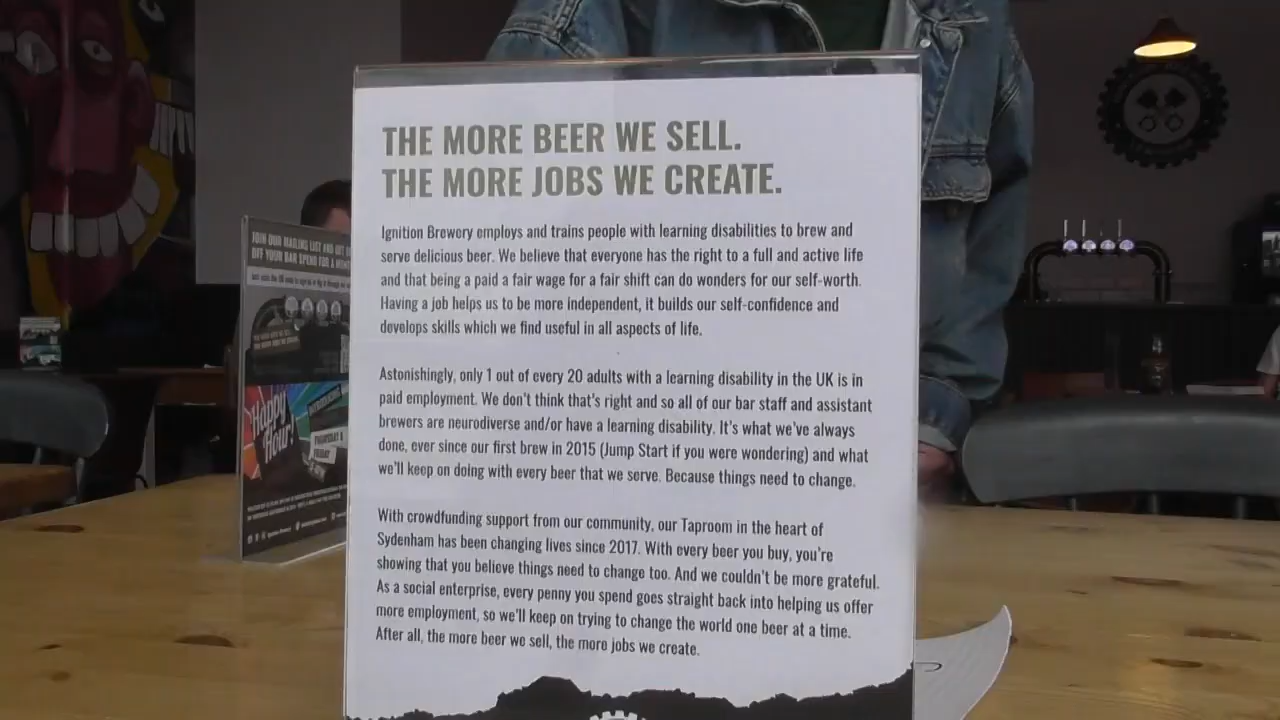 THE MORE BEER WE SELL.
THE MORE JOBS WE CREATE.
Ignition Brewery employs and trains people with learning disabilities to brew and
serve delicious beer. We believe that everyone has the right to a full and active life
and that being a paid a fair wage for a fair shift can do wonders for our self-worth.
Having a job helps us to be more independent, it builds our self-confidence and
develops skills which we find useful in all aspects of life.
Astonishingly, only 1 out of every 20 adults with a learning disability in the UK is in
paid employment. We don't think that's right and so all of our bar staff and assistant
brewers are neurodiverse and/or have a learning disability. It's what we've always
done, ever since our first brew in 2015 (Jump Start if you were wondering) and what
we'll keep on doing with every beer that we serve. Because things need to change.
With crowdfunding support from our community, our Taproom in the heart of
Sydenham has been changing lives since 2017. With every beer you buy, you're
showing that you believe things need to change too. And we couldn't be more grateful.
As a social enterprise, every penny you spend goes straight back into helping us offer
more employment, so we'll keep on trying to change the world one beer at a time.
After all, the more beer we sell, the more jobs we create.
JOIN OUR MAILING LIST AND GET
OFF YOUR BAR SPEND FOR A
Happy
Hour!